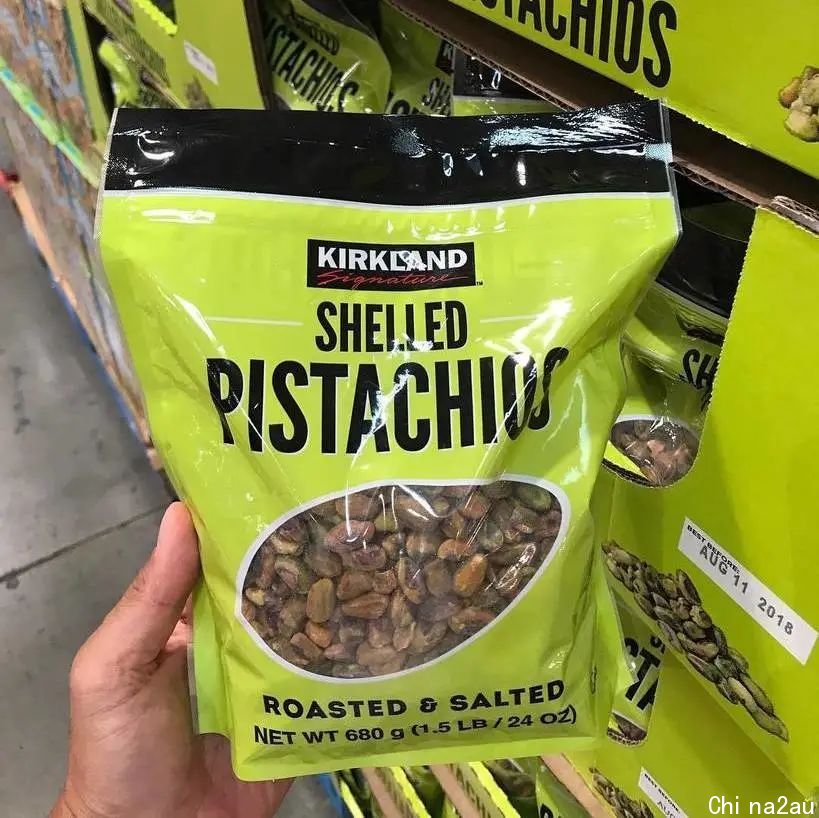 PISTACHIOS
KIRKLAND
Signature
SHELLED
PISTACHIOS
ROASTED & SALTED
NET WT 680 g (1.5 LB / 24 OZ)
BEST BEFORE:
AUG 11 2018
Chi na2au